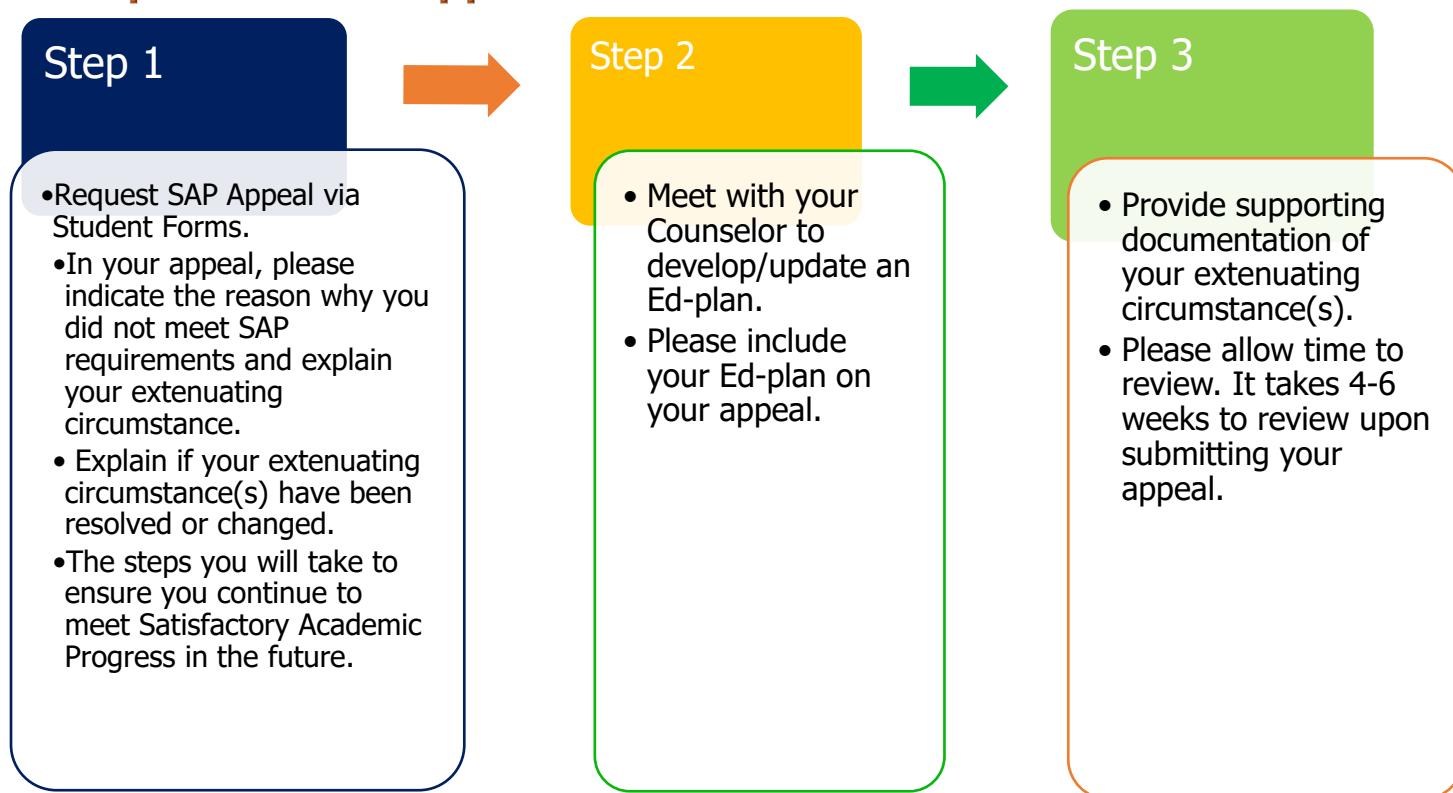 Step 1
•Request SAP Appeal via
Student Forms.
•In your appeal, please
indicate the reason why you
did not meet SAP
requirements and explain
your extenuating
circumstance.
• Explain if your extenuating
circumstance(s) have been
resolved or changed.
•The steps you will take to
ensure you continue to
meet Satisfactory Academic
Progress in the future.
Step 2
• Meet with your
Counselor to
develop/update an
Ed-plan.
• Please include
your Ed-plan on
your appeal.
Step 3
• Provide supporting
documentation of
your extenuating
circumstance(s).
• Please allow time to
review. It takes 4-6
weeks to review upon
submitting your
appeal.